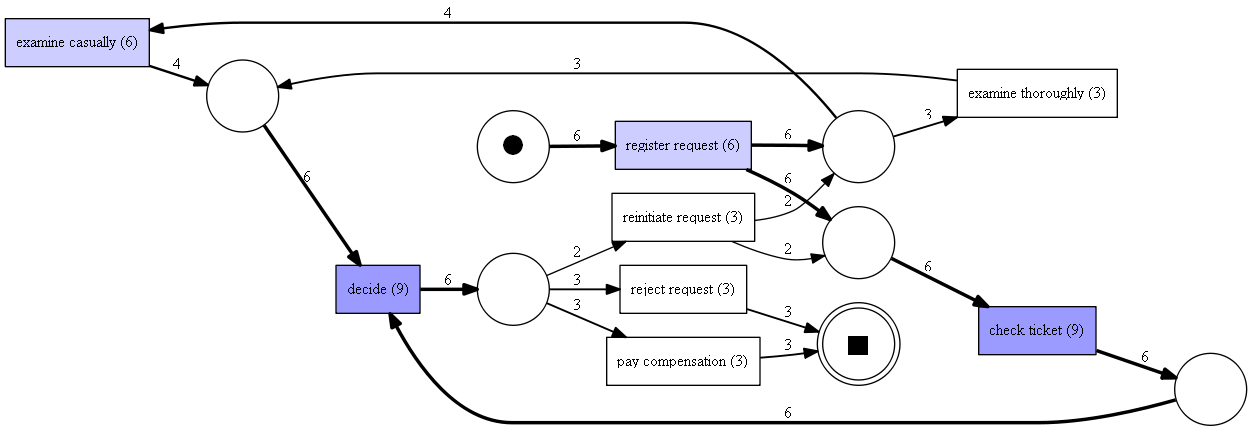 4
examine casually (6)
4
3
examine thoroughly (3)
3
6
register request (6)
6
6
6
reinitiate request (3)
2
2
2
6
decide (9)
6
3
reject request (3)
3
3
pay compensation (3)
3
check ticket (9)
6
6